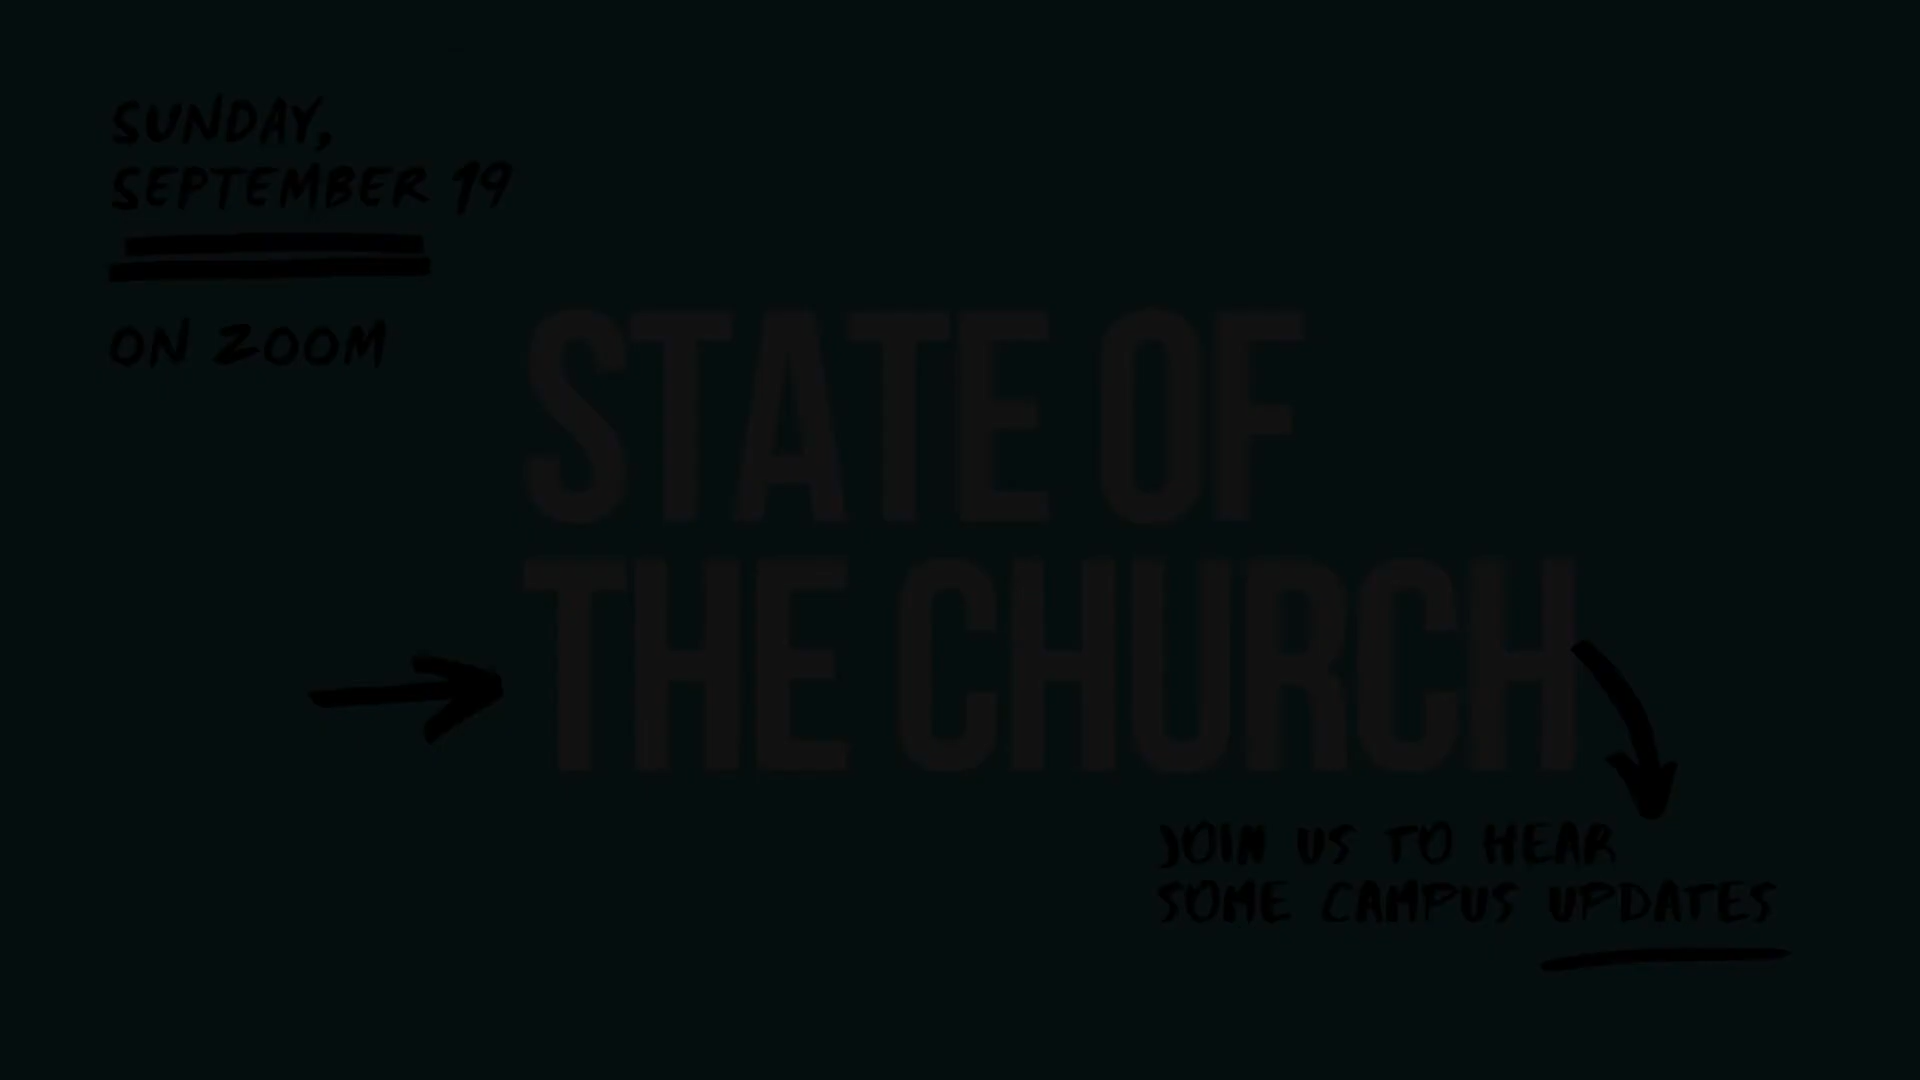 SUNDAY,
SEPTEMBER 19
ON ZOOM
STATE OF
THE CHURCH
JOIN US TO HEAR
SOME CAMPUS UPDATES